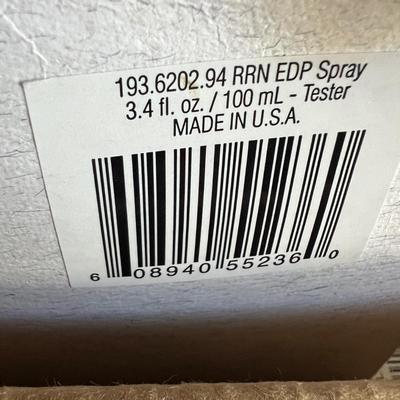 193.6202.94 RRN EDP Spray
3.4 fl. oz. / 100 mL - Tester
MADE IN U.S.A.
6 08940 55236 0